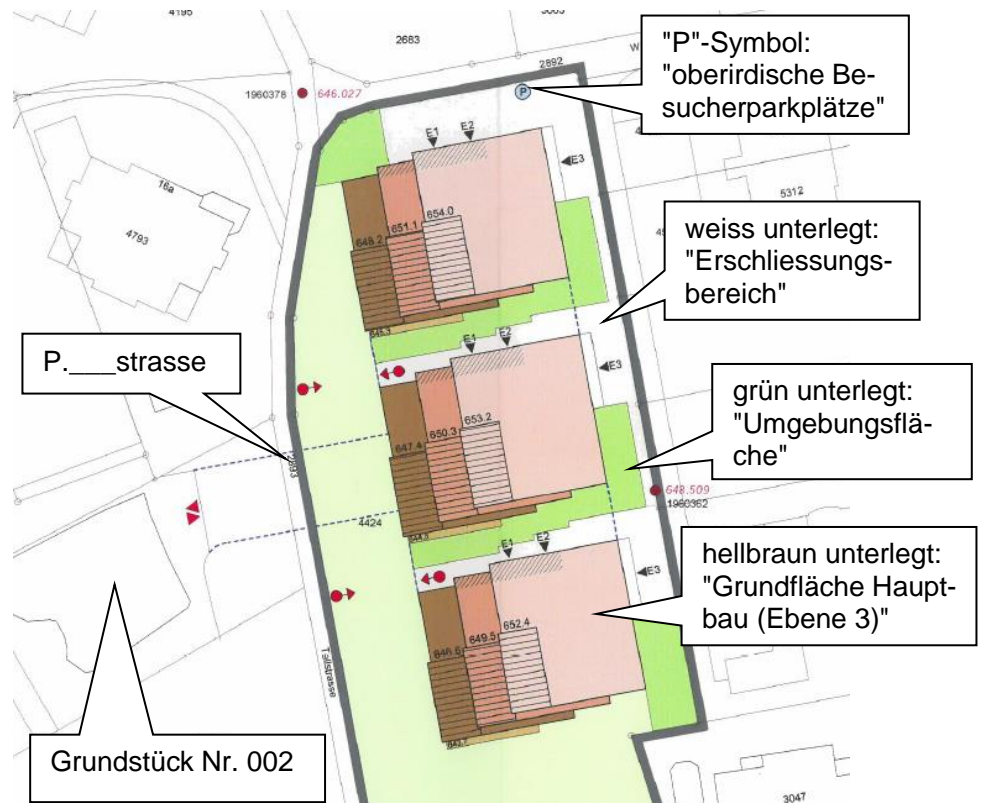 4195
2683
3003
"P"-Symbol:
"oberirdische Be-
sucherparkplätze"
2892
W
P
1960378
646.027
E1
E2
E3
16a
4793
5312
654.0
651.1
648.2
weiss unterlegt:
"Erschliessungs-
bereich"
E1
E2
E3
P.___strasse
653.2
650.3
647.4
grün unterlegt:
"Umgebungsflä-
che"
2893
648.509
1960362
4424
E1
E2
E3
hellbraun unterlegt:
"Grundfläche Haupt-
bau (Ebene 3)"
652.4
649.5
646.6
Tellstrasse
Grundstück Nr. 002
3047